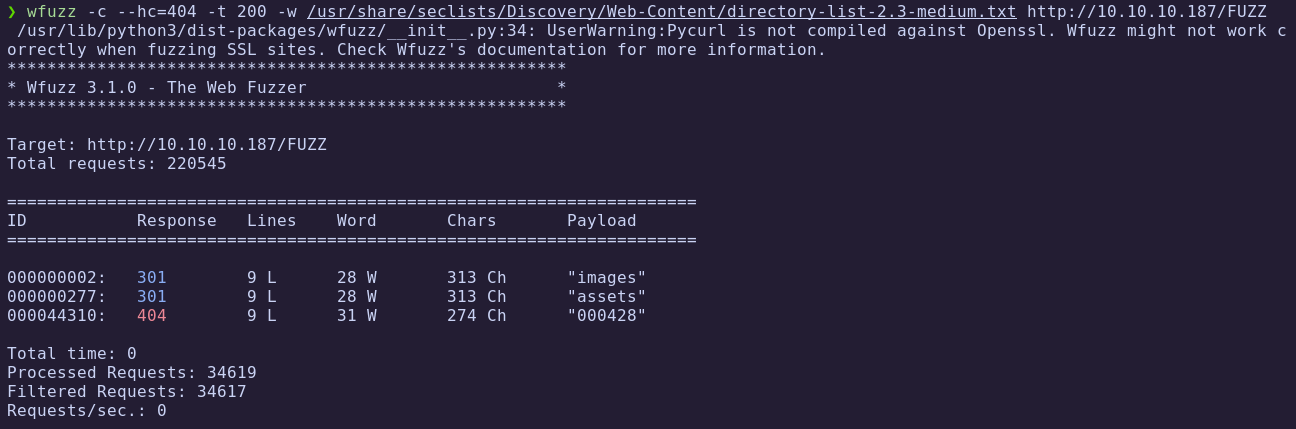 ❯ wfuzz -c --hc=404 -t 200 -w /usr/share/seclists/Discovery/Web-Content/directory-list-2.3-medium.txt http://10.10.10.187/FUZZ
 /usr/lib/python3/dist-packages/wfuzz/__init__.py:34: UserWarning:Pycurl is not compiled against Openssl. Wfuzz might not work c
orrectly when fuzzing SSL sites. Check Wfuzz's documentation for more information.
********************************************************
* Wfuzz 3.1.0 - The Web Fuzzer                         *
********************************************************
Target: http://10.10.10.187/FUZZ
Total requests: 220545
=====================================================================
ID           Response   Lines    Word       Chars       Payload
=====================================================================
000000002:   301        9 L      28 W       313 Ch      "images"
000000277:   301        9 L      28 W       313 Ch      "assets"
000044310:   404        9 L      31 W       274 Ch      "000428"
Total time: 0
Processed Requests: 34619
Filtered Requests: 34617
Requests/sec.: 0